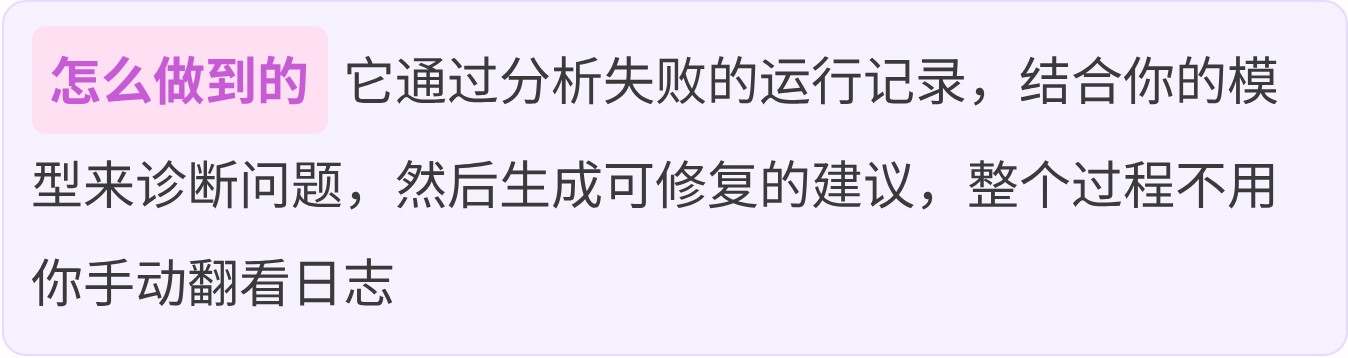 怎么做到的 它通过分析失败的运行记录，结合你的模
型来诊断问题，然后生成可修复的建议，整个过程不用
你手动翻看日志